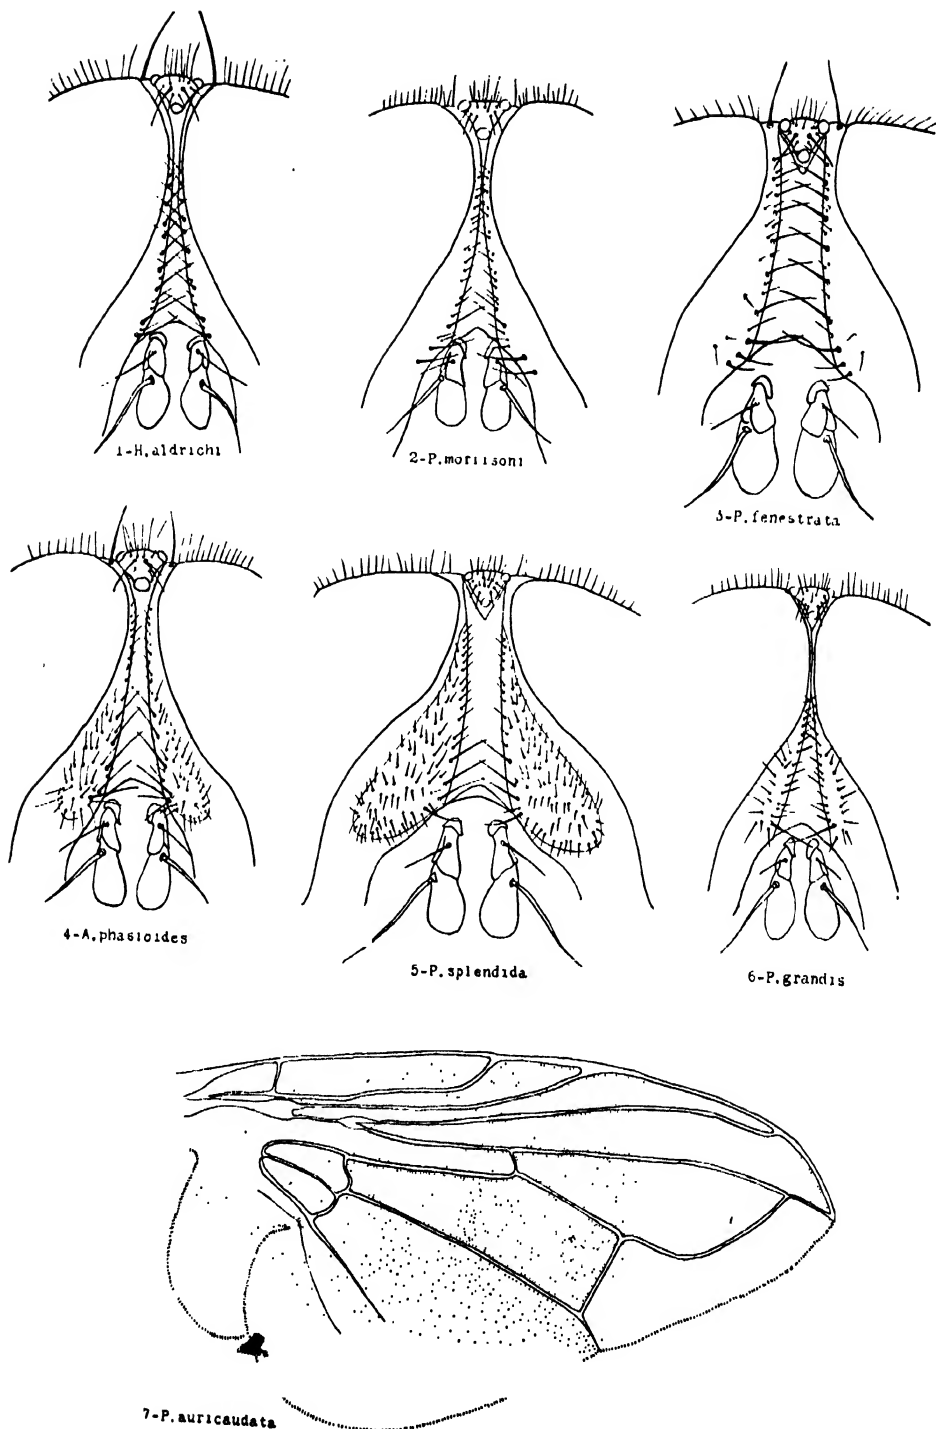 1-H.aldrichi
2-P.morrisoni
3-P.fenestrata
4-A.phasioides
5-P.splendida
6-P.grandis
7-P.auricaudata